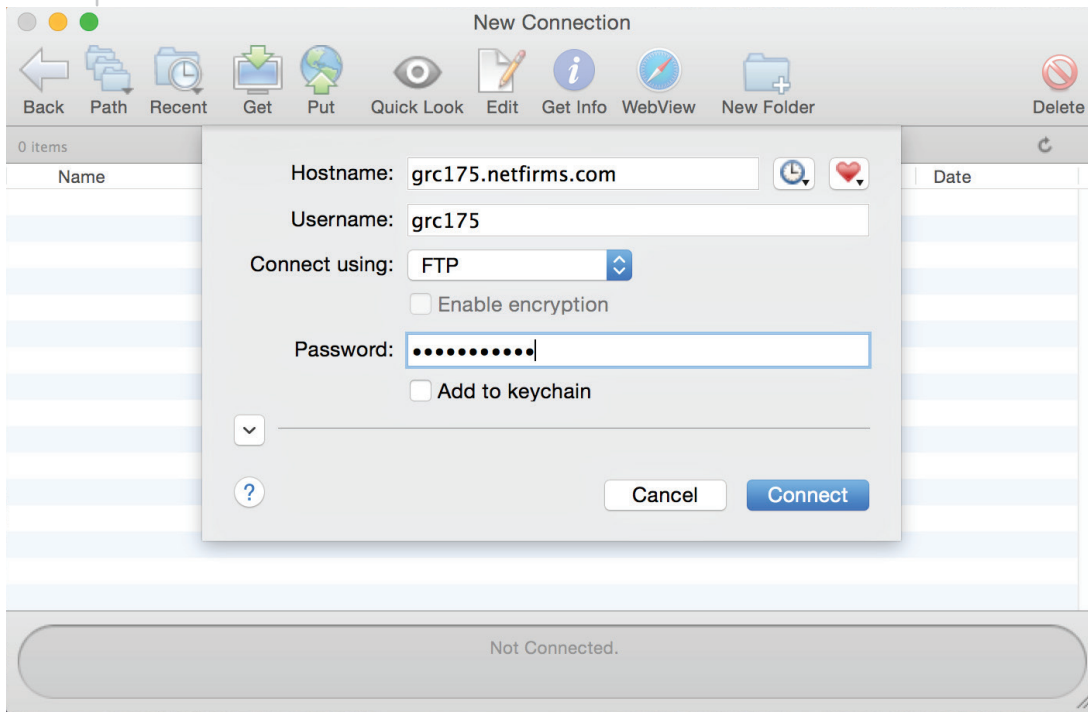 New Connection
Back Path Recent Get Put Quick Look Edit Get Info WebView New Folder Delete
0 items
Name Date
Hostname: grc175.netfirms.com
Username: grc175
Connect using: FTP
Enable encryption
Password: •••••••••••
Add to keychain
? Cancel Connect
Not Connected.